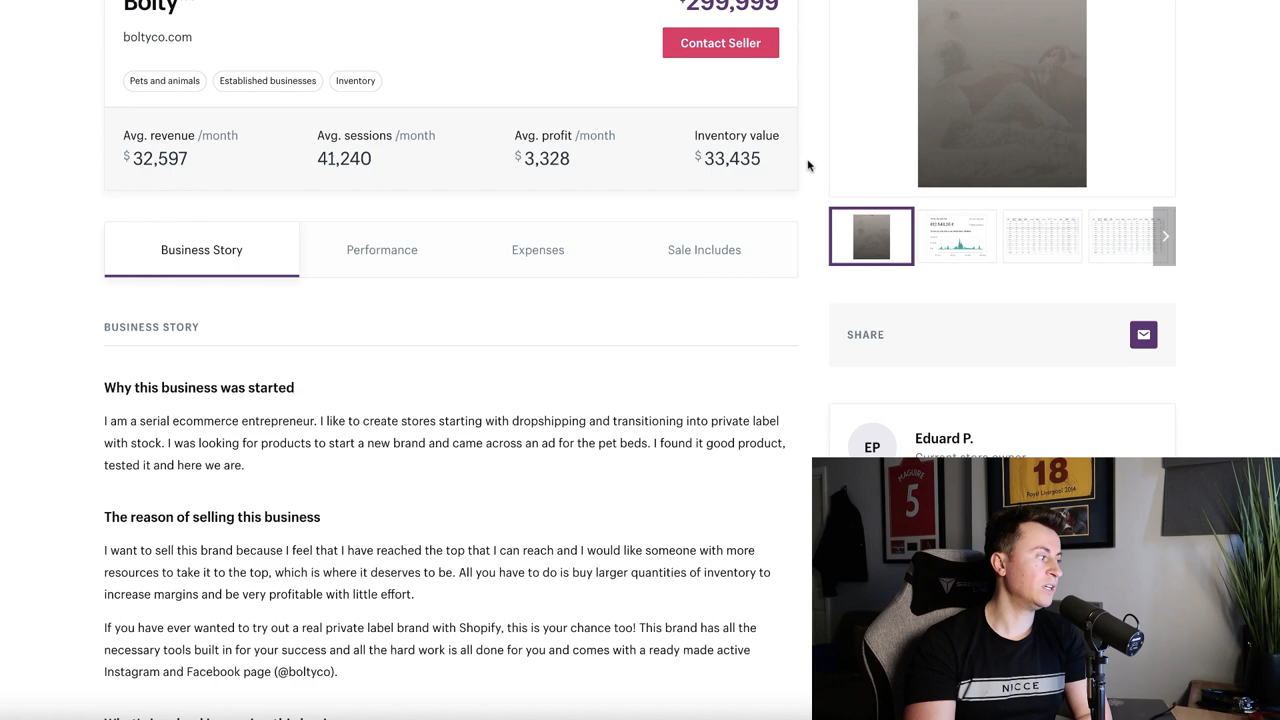 Bolty
$299,999
boltyco.com
Contact Seller
Pets and animals
Established businesses
Inventory
Avg. revenue /month
Avg. sessions /month
Avg. profit /month
Inventory value
$32,597
41,240
$3,328
$33,435
Business Story
Performance
Expenses
Sale Includes
BUSINESS STORY
Why this business was started
I am a serial ecommerce entrepreneur. I like to create stores starting with dropshipping and transitioning into private label
with stock. I was looking for products to start a new brand and came across an ad for the pet beds. I found it good product,
tested it and here we are.
The reason of selling this business
I want to sell this brand because I feel that I have reached the top that I can reach and I would like someone with more
resources to take it to the top, which is where it deserves to be. All you have to do is buy larger quantities of inventory to
increase margins and be very profitable with little effort.
If you have ever wanted to try out a real private label brand with Shopify, this is your chance too! This brand has all the
necessary tools built in for your success and all the hard work is all done for you and comes with a ready made active
Instagram and Facebook page (@boltyco).
SHARE
EP
Eduard P.
Current store owner
MAGUIRE
5
18
Royal Liverpool 2014
NICCE